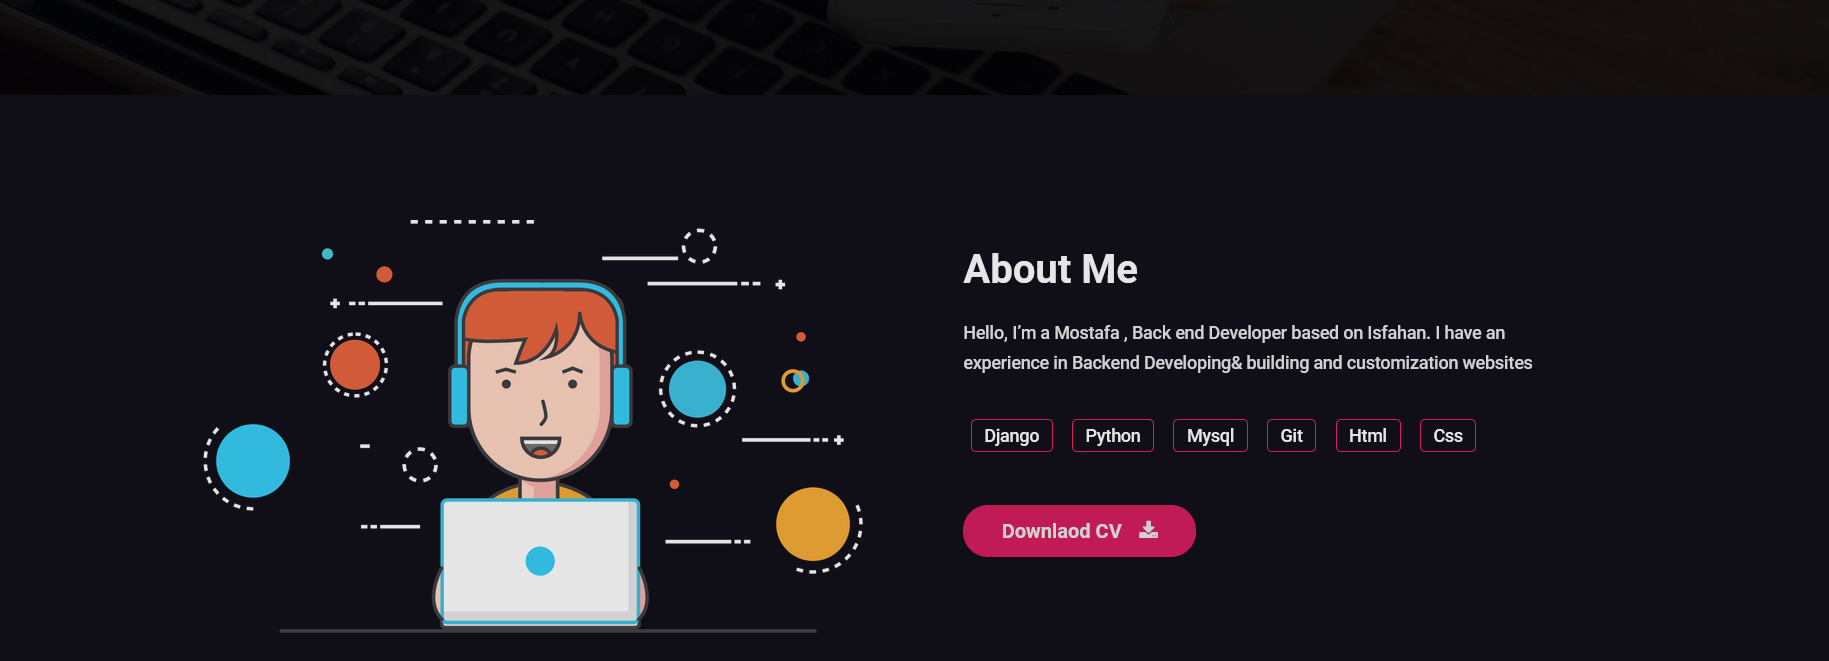 About Me
Hello, I’m a Mostafa , Back end Developer based on Isfahan. I have an
experience in Backend Developing& building and customization websites
Django Python Mysql Git Html Css
Downlaod CV